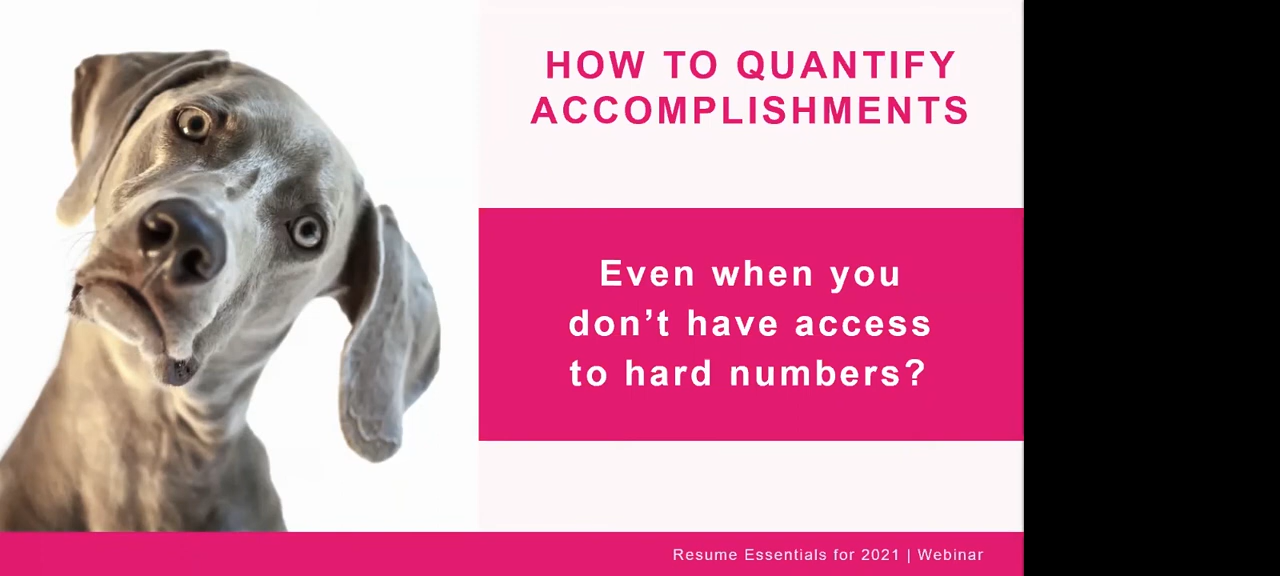 HOW TO QUANTIFY
ACCOMPLISHMENTS
Even when you
don’t have access
to hard numbers?
Resume Essentials for 2021 | Webinar